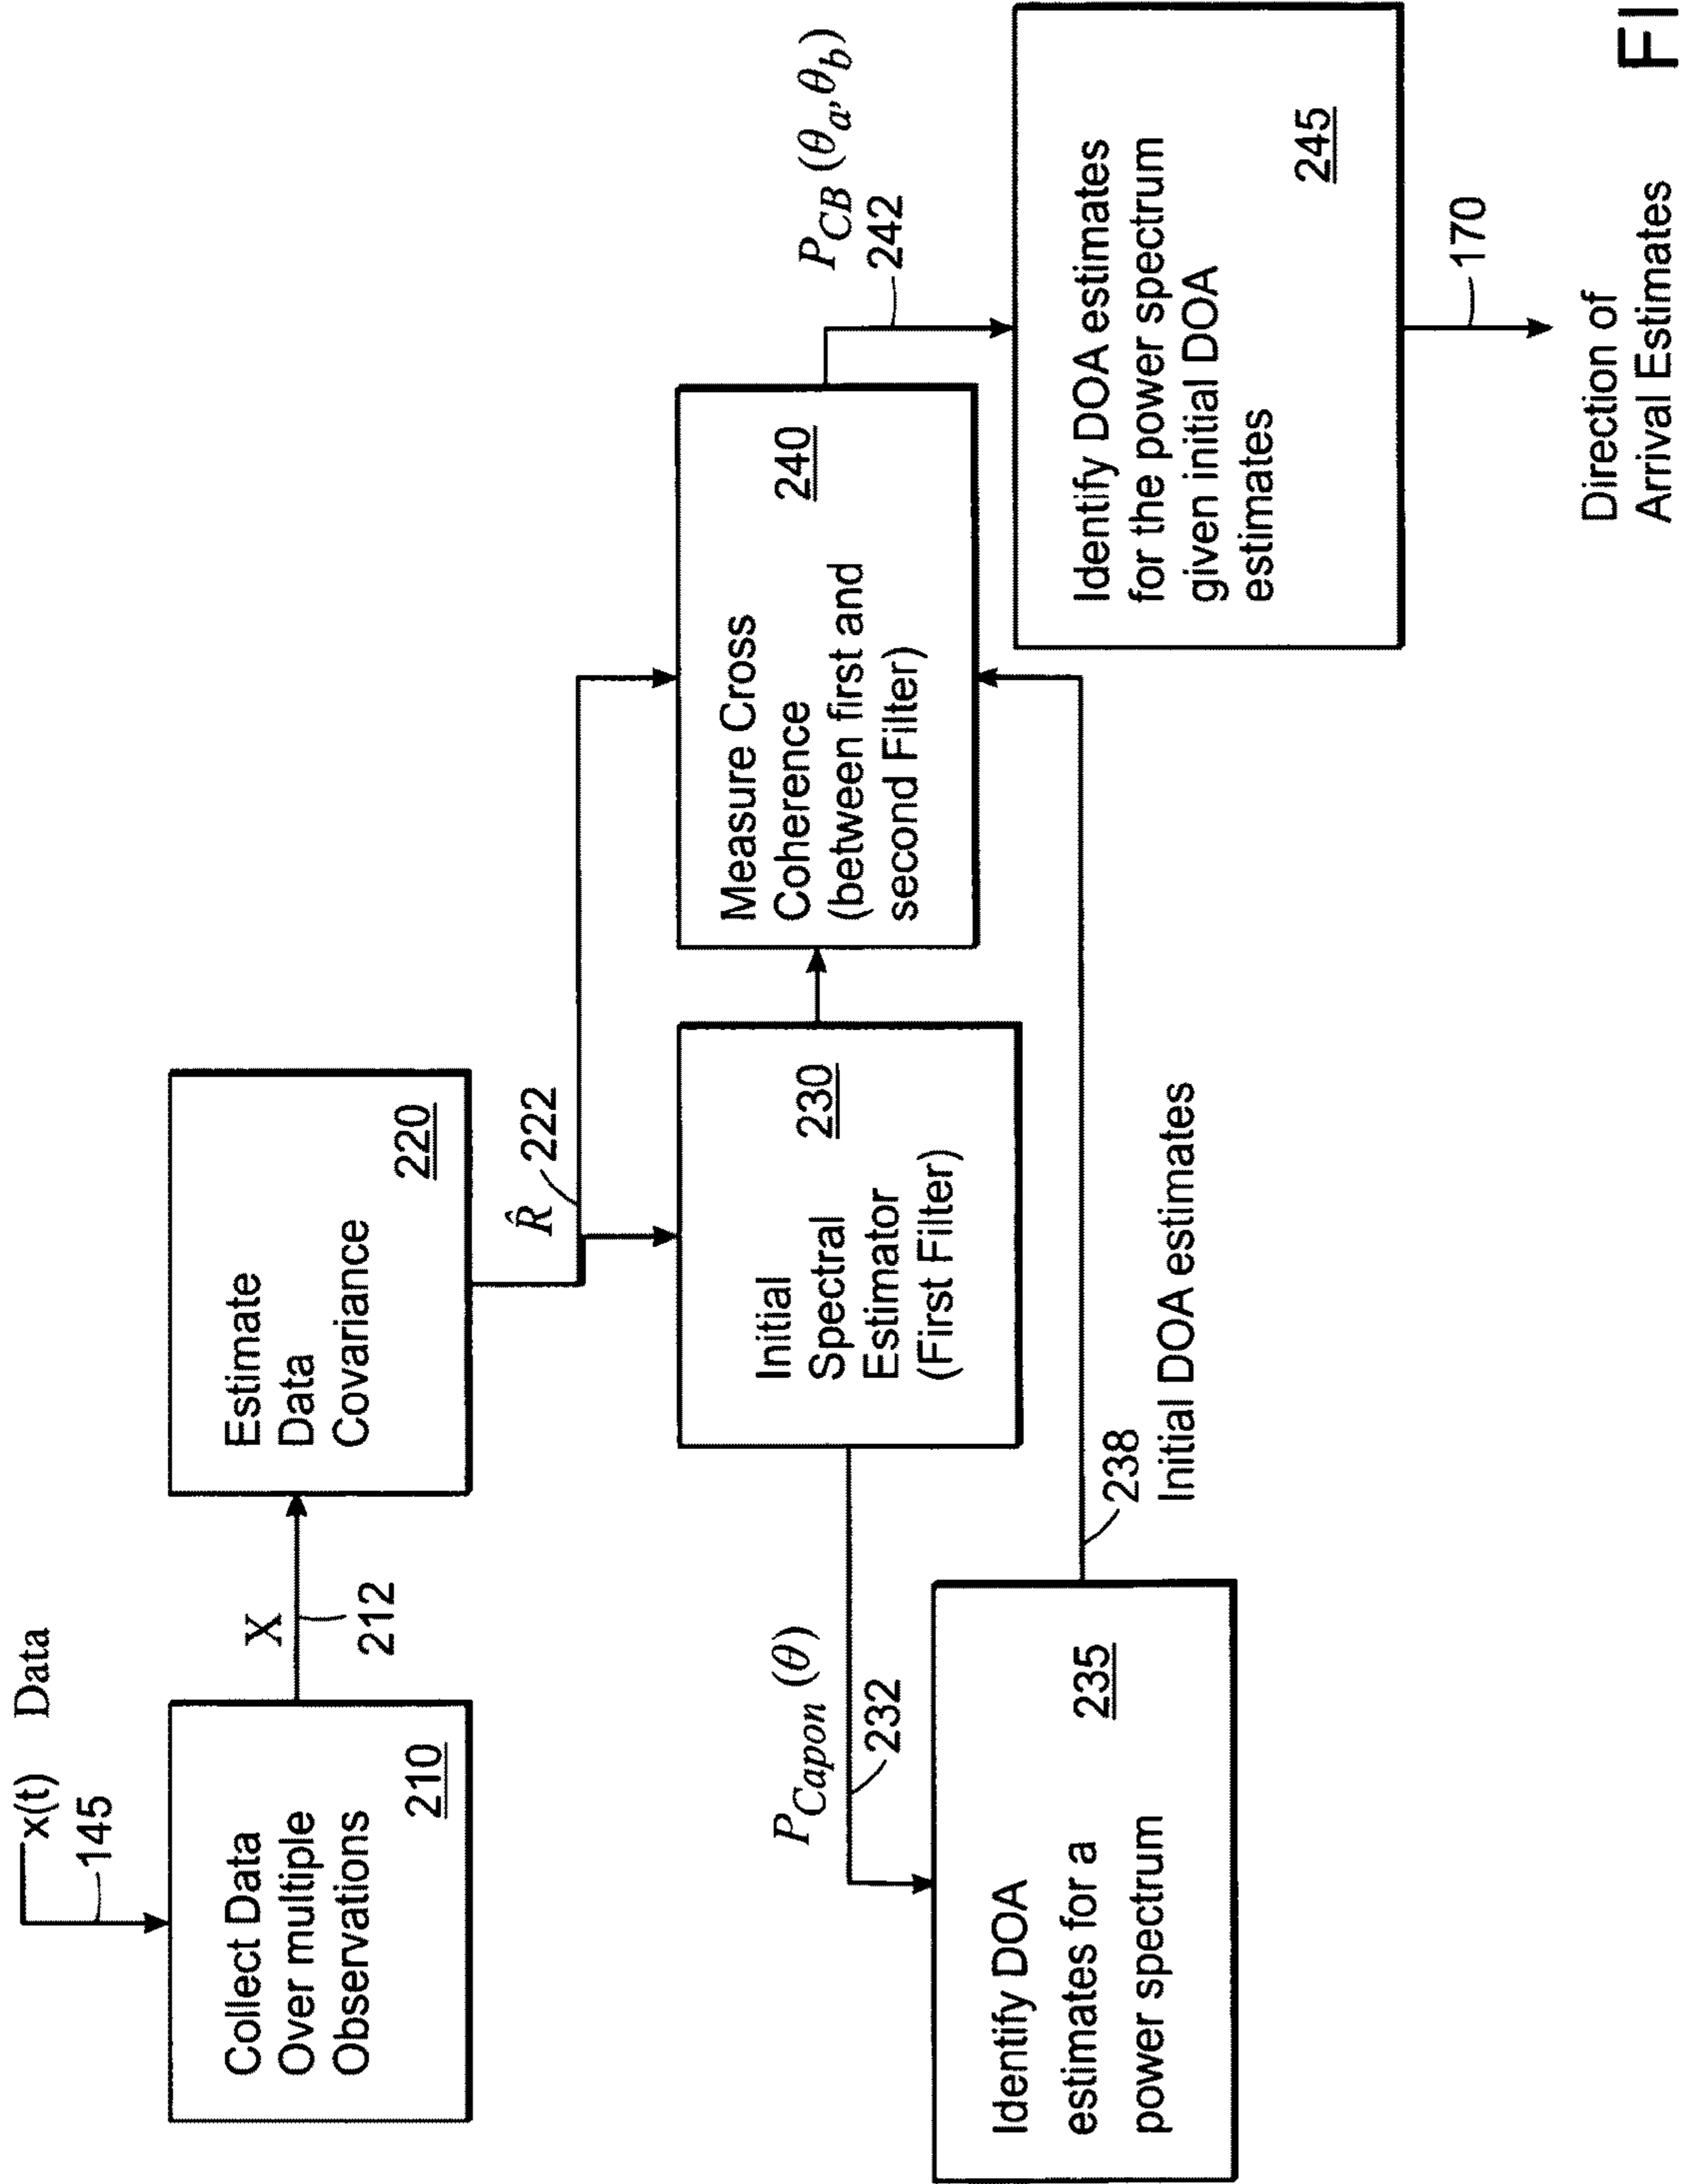 x(t) Data
145
Collect Data
Over multiple
Observations
210
X
212
Estimate
Data
Covariance
220
R̂
222
Initial
Spectral
Estimator
(First Filter)
230
P_Capon (θ)
232
Identify DOA
estimates for a
power spectrum
235
238
Initial DOA estimates
Measure Cross
Coherence
(between first and
second Filter)
240
P_CB (θ_a, θ_b)
242
Identify DOA estimates
for the power spectrum
given initial DOA
estimates
245
170
Direction of
Arrival Estimates
FI